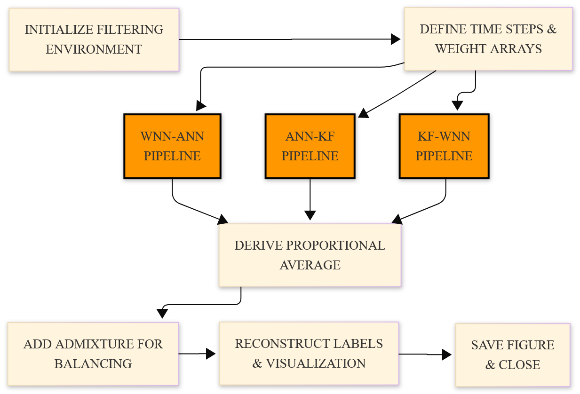 INITIALIZE FILTERING
ENVIRONMENT
DEFINE TIME STEPS &
WEIGHT ARRAYS
WNN-ANN
PIPELINE
ANN-KF
PIPELINE
KF-WNN
PIPELINE
DERIVE PROPORTIONAL
AVERAGE
ADD ADMIXTURE FOR
BALANCING
RECONSTRUCT LABELS
& VISUALIZATION
SAVE FIGURE
& CLOSE